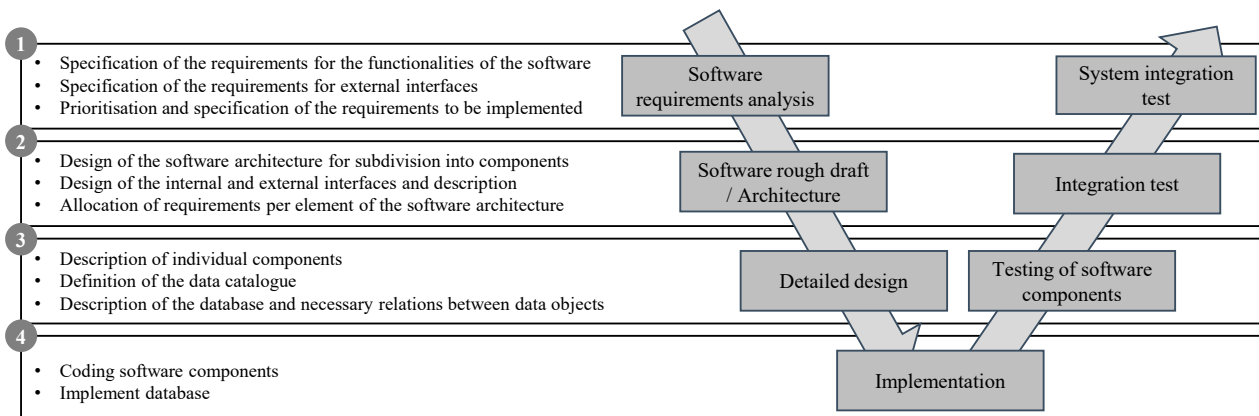 1
• Specification of the requirements for the functionalities of the software
• Specification of the requirements for external interfaces
• Prioritisation and specification of the requirements to be implemented
Software
requirements analysis
System integration
test
2
• Design of the software architecture for subdivision into components
• Design of the internal and external interfaces and description
• Allocation of requirements per element of the software architecture
Software rough draft
/ Architecture
Integration test
3
• Description of individual components
• Definition of the data catalogue
• Description of the database and necessary relations between data objects
Detailed design
Testing of software
components
4
• Coding software components
• Implement database
Implementation